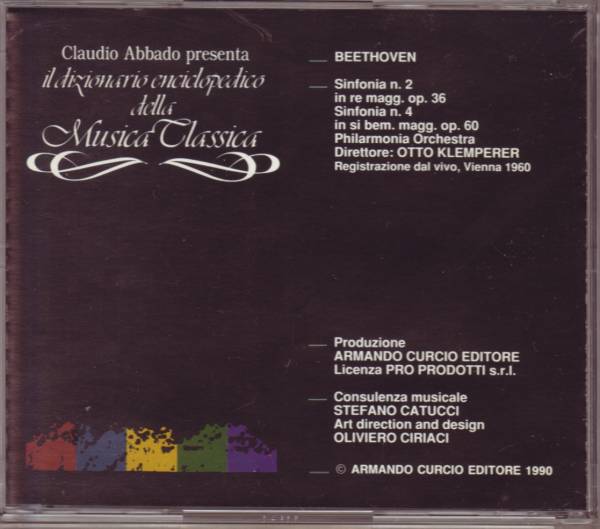 Claudio Abbado presenta
il dizionario enciclopedico
della
Musica Classica
BEETHOVEN
Sinfonia n. 2
in re magg. op. 36
Sinfonia n. 4
in si bem. magg. op. 60
Philarmonia Orchestra
Direttore: OTTO KLEMPERER
Registrazione dal vivo, Vienna 1960
Produzione
ARMANDO CURCIO EDITORE
Licenza PRO PRODOTTI s.r.l.
Consulenza musicale
STEFANO CATUCCI
Art direction and design
OLIVIERO CIRIACI
© ARMANDO CURCIO EDITORE 1990